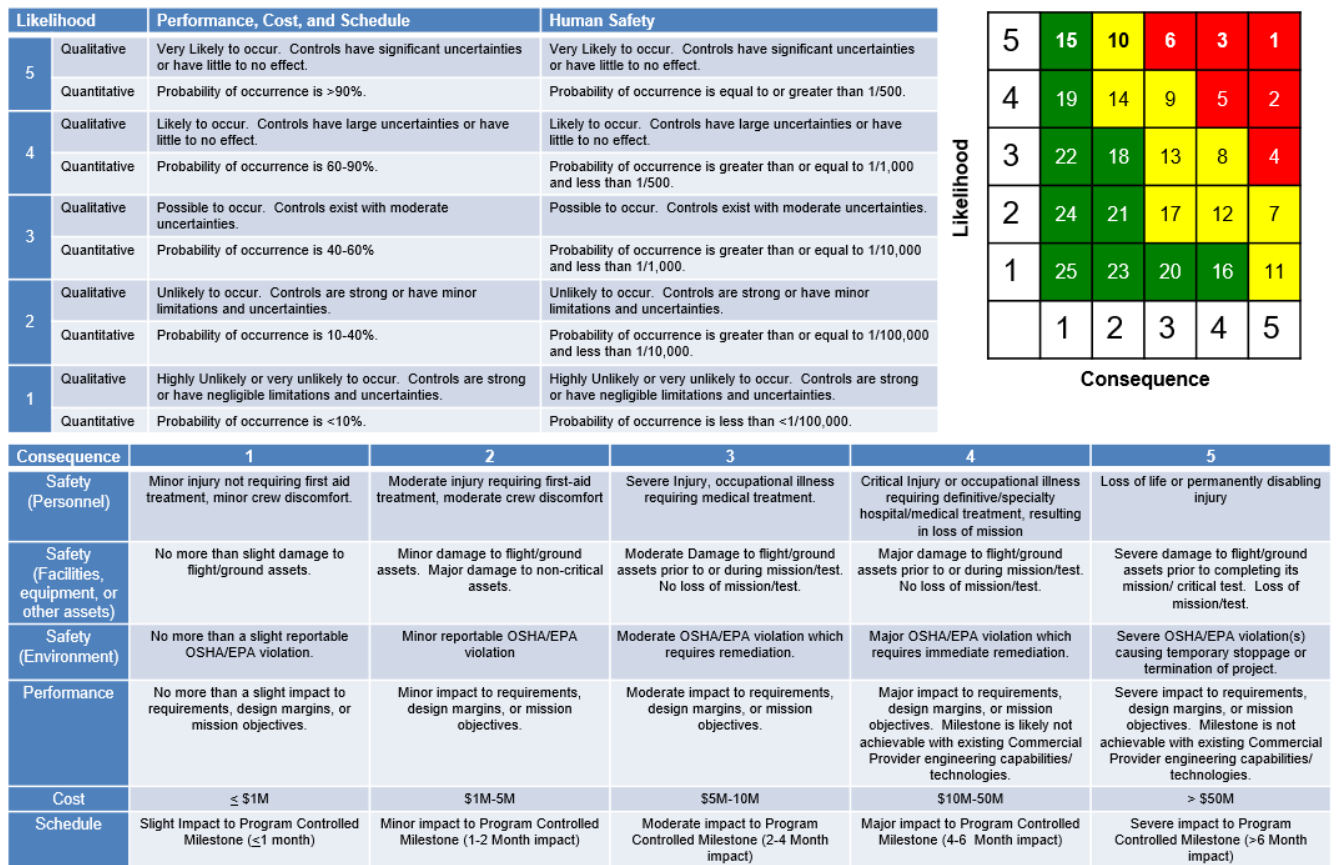 Likelihood Performance, Cost, and Schedule Human Safety
5
Qualitative
Very Likely to occur. Controls have significant uncertainties
or have little to no effect.
Very Likely to occur. Controls have significant uncertainties
or have little to no effect.
Quantitative
Probability of occurrence is >90%.
Probability of occurrence is equal to or greater than 1/500.
4
Qualitative
Likely to occur. Controls have large uncertainties or have
little to no effect.
Likely to occur. Controls have large uncertainties or have
little to no effect.
Quantitative
Probability of occurrence is 60-90%.
Probability of occurrence is greater than or equal to 1/1,000
and less than 1/500.
3
Qualitative
Possible to occur. Controls exist with moderate
uncertainties.
Possible to occur. Controls exist with moderate uncertainties.
Quantitative
Probability of occurrence is 40-60%
Probability of occurrence is greater than or equal to 1/10,000
and less than 1/1,000.
2
Qualitative
Unlikely to occur. Controls are strong or have minor
limitations and uncertainties.
Unlikely to occur. Controls are strong or have minor
limitations and uncertainties.
Quantitative
Probability of occurrence is 10-40%.
Probability of occurrence is greater than or equal to 1/100,000
and less than 1/10,000.
1
Qualitative
Highly Unlikely or very unlikely to occur. Controls are strong
or have negligible limitations and uncertainties.
Highly Unlikely or very unlikely to occur. Controls are strong
or have negligible limitations and uncertainties.
Quantitative
Probability of occurrence is <10%.
Probability of occurrence is less than <1/100,000.
Likelihood
5 15 10 6 3 1
4 19 14 9 5 2
3 22 18 13 8 4
2 24 21 17 12 7
1 25 23 20 16 11
1 2 3 4 5
Consequence
Consequence 1 2 3 4 5
Safety
(Personnel)
Minor injury not requiring first aid
treatment, minor crew discomfort.
Moderate injury requiring first-aid
treatment, moderate crew discomfort
Severe Injury, occupational illness
requiring medical treatment.
Critical Injury or occupational illness
requiring definitive/specialty
hospital/medical treatment, resulting
in loss of mission
Loss of life or permanently disabling
injury
Safety
(Facilities,
equipment, or
other assets)
No more than slight damage to
flight/ground assets.
Minor damage to flight/ground
assets. Major damage to non-critical
assets.
Moderate Damage to flight/ground
assets prior to or during mission/test.
No loss of mission/test.
Major damage to flight/ground
assets prior to or during mission/test.
No loss of mission/test.
Severe damage to flight/ground
assets prior to completing its
mission/ critical test. Loss of
mission/test.
Safety
(Environment)
No more than a slight reportable
OSHA/EPA violation.
Minor reportable OSHA/EPA
violation
Moderate OSHA/EPA violation which
requires remediation.
Major OSHA/EPA violation which
requires immediate remediation.
Severe OSHA/EPA violation(s)
causing temporary stoppage or
termination of project.
Performance
No more than a slight impact to
requirements, design margins, or
mission objectives.
Minor impact to requirements,
design margins, or mission
objectives.
Moderate impact to requirements,
design margins, or mission
objectives.
Major impact to requirements,
design margins, or mission
objectives. Milestone is likely not
achievable with existing Commercial
Provider engineering capabilities/
technologies.
Severe impact to requirements,
design margins, or mission
objectives. Milestone is not
achievable with existing Commercial
Provider engineering capabilities/
technologies.
Cost ≤ $1M $1M-5M $5M-10M $10M-50M > $50M
Schedule
Slight Impact to Program Controlled
Milestone (≤1 month)
Minor impact to Program Controlled
Milestone (1-2 Month impact)
Moderate impact to Program
Controlled Milestone (2-4 Month
impact)
Major impact to Program Controlled
Milestone (4-6 Month impact)
Severe impact to Program
Controlled Milestone (>6 Month
impact)